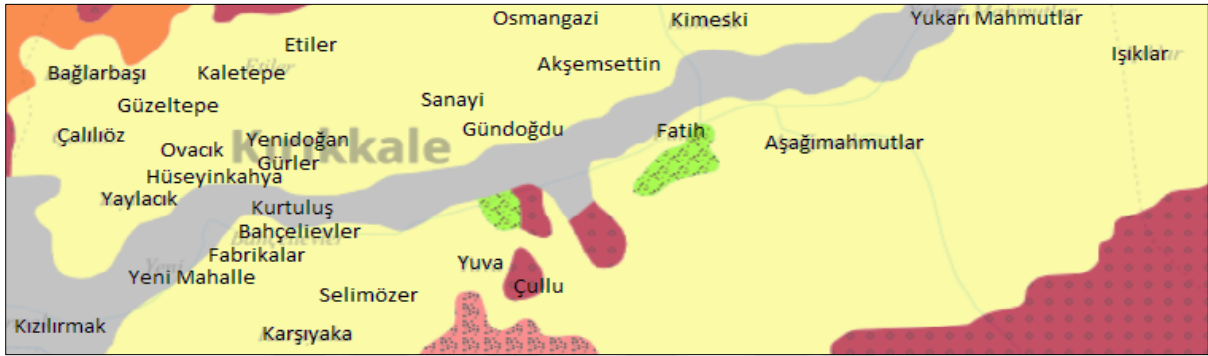 Osmangazi
Kimeski
Yukarı Mahmutlar
Etiler
Işıklar
Bağlarbaşı
Kaletepe
Akşemsettin
Güzeltepe
Sanayi
Çalılıöz
Yenidoğan
Kırıkkale
Gündoğdu
Fatih
Aşağımahmutlar
Ovacık
Gürler
Hüseyinkahya
Yaylacık
Kurtuluş
Bahçelievler
Fabrikalar
Yuva
Yeni Mahalle
Çullu
Selimözer
Kızılırmak
Karşıyaka